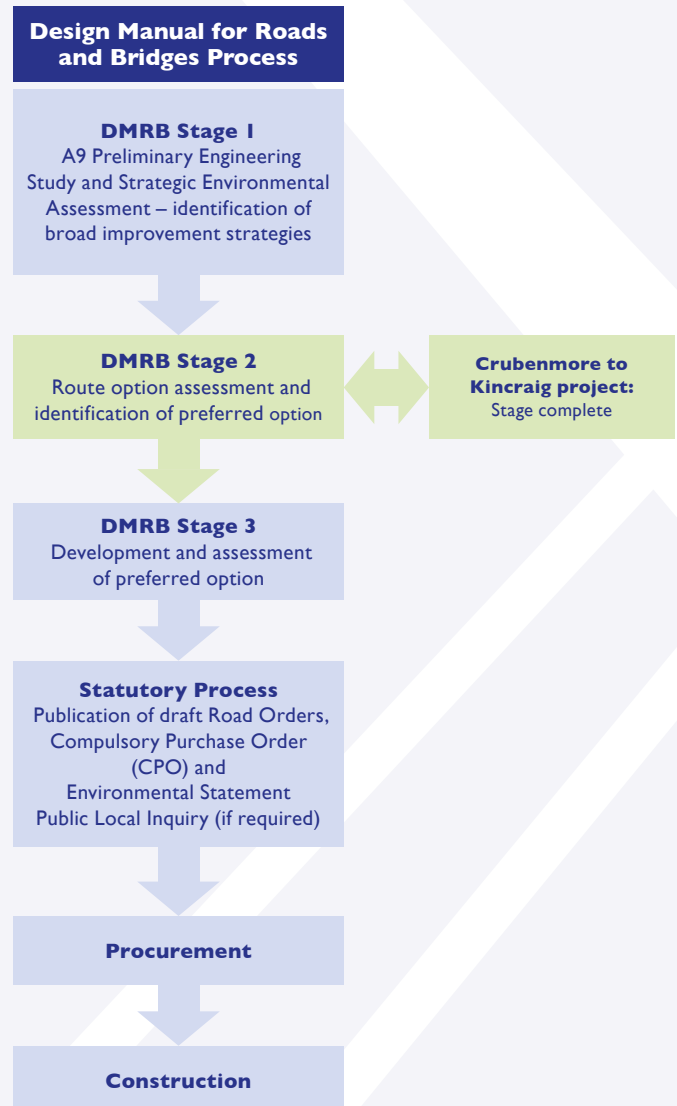 Design Manual for Roads
and Bridges Process
DMRB Stage 1
A9 Preliminary Engineering
Study and Strategic Environmental
Assessment – identification of
broad improvement strategies
DMRB Stage 2
Route option assessment and
identification of preferred option
Crubenmore to
Kincraig project:
Stage complete
DMRB Stage 3
Development and assessment
of preferred option
Statutory Process
Publication of draft Road Orders,
Compulsory Purchase Order
(CPO) and
Environmental Statement
Public Local Inquiry (if required)
Procurement
Construction